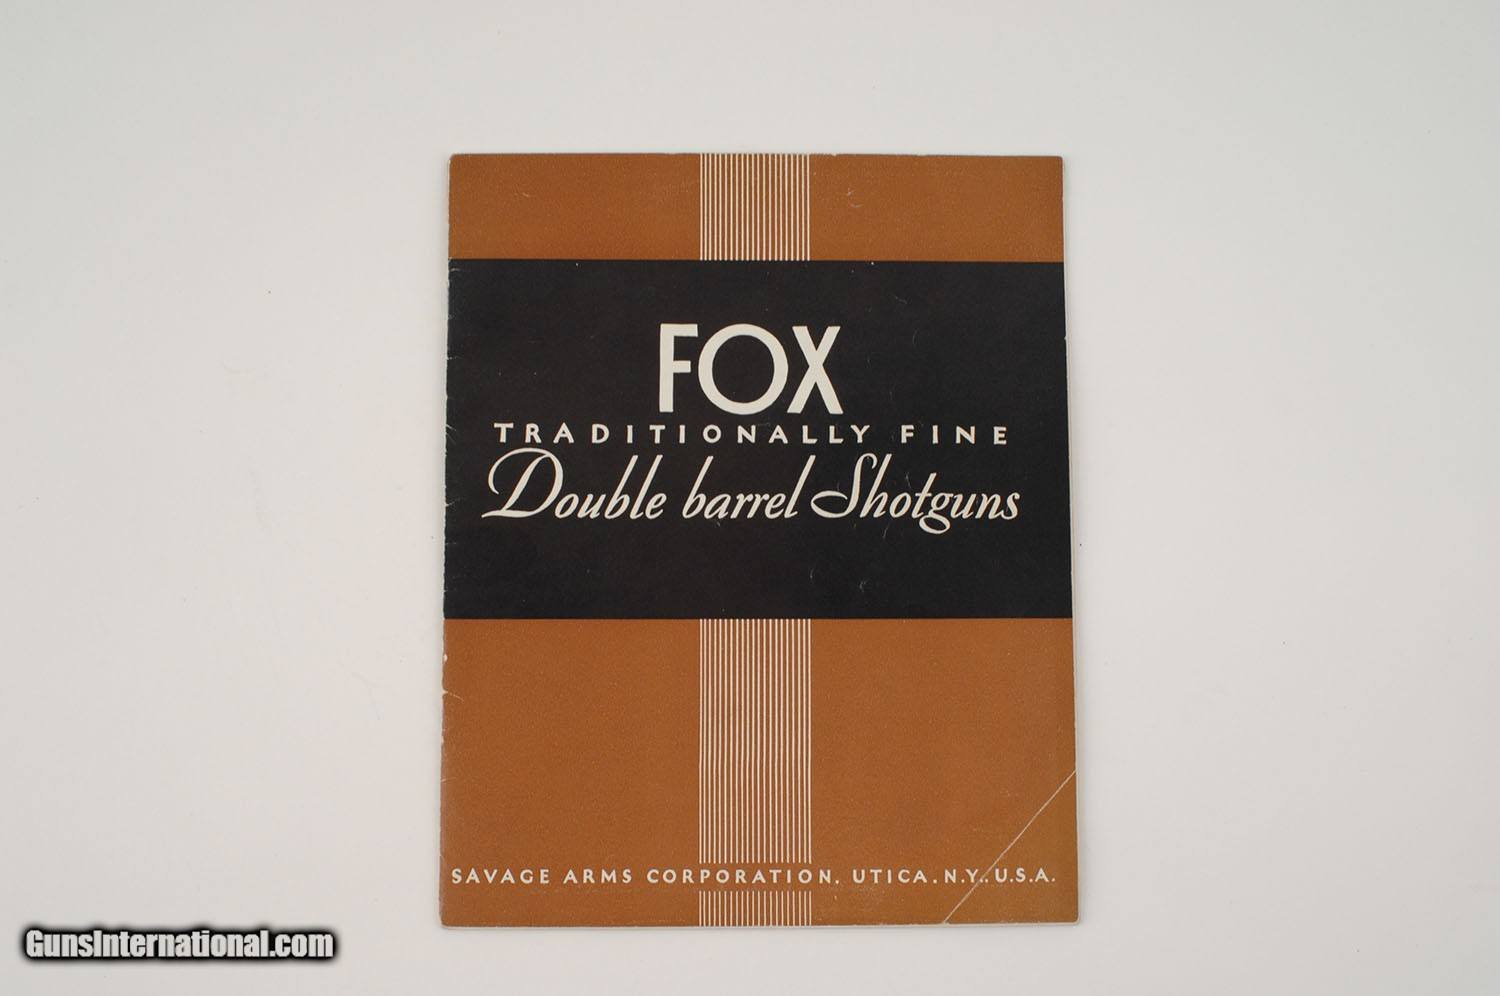 FOX
TRADITIONALLY FINE
Double barrel Shotguns
SAVAGE ARMS CORPORATION, UTICA, N.Y., U.S.A.
GunsInternational.com